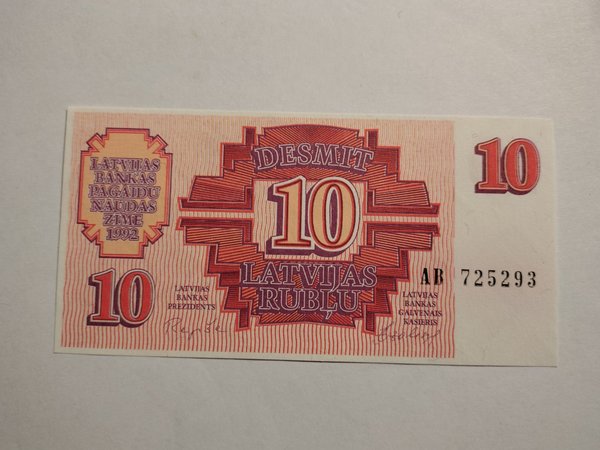 LATVIJAS
BANKAS
PAGAIDU
NAUDAS
ZĪME
1992
10
LATVIJAS
BANKAS
PREZIDENTS
DESMIT
10
LATVIJAS
RUBĻU
LATVIJAS
BANKAS
GALVENAIS
KASIERIS
10
AB 725293